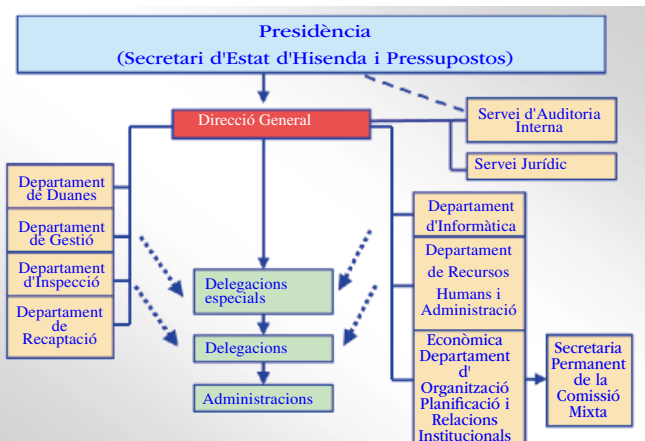 Presidència
(Secretari d'Estat d'Hisenda i Pressupostos)
Direcció General
Servei d'Auditoria
Interna
Servei Jurídic
Departament
de Duanes
Departament
de Gestió
Departament
d'Inspecció
Departament
de
Recaptació
Delegacions
especials
Delegacions
Administracions
Departament
d'Informàtica
Departament
de Recursos
Humans i
Administració
Econòmica
Departament
d'
Organització
Planificació i
Relacions
Institucionals
Secretaria
Permanent
de la
Comissió
Mixta